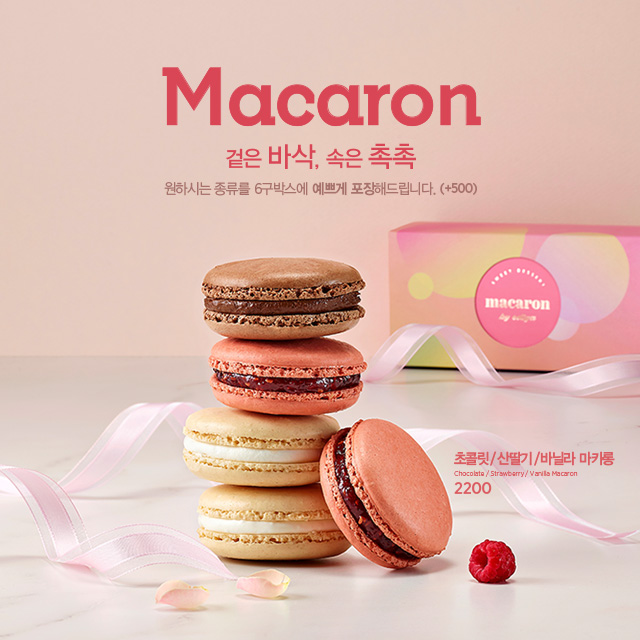 Macaron
겉은 바삭, 속은 촉촉
원하시는 종류를 6구박스에 예쁘게 포장해드립니다. (+500)
SWEET DESSERT
macaron
초콜릿/산딸기/바닐라 마카롱
Chocolate / Strawberry / Vanilla Macaron
2200